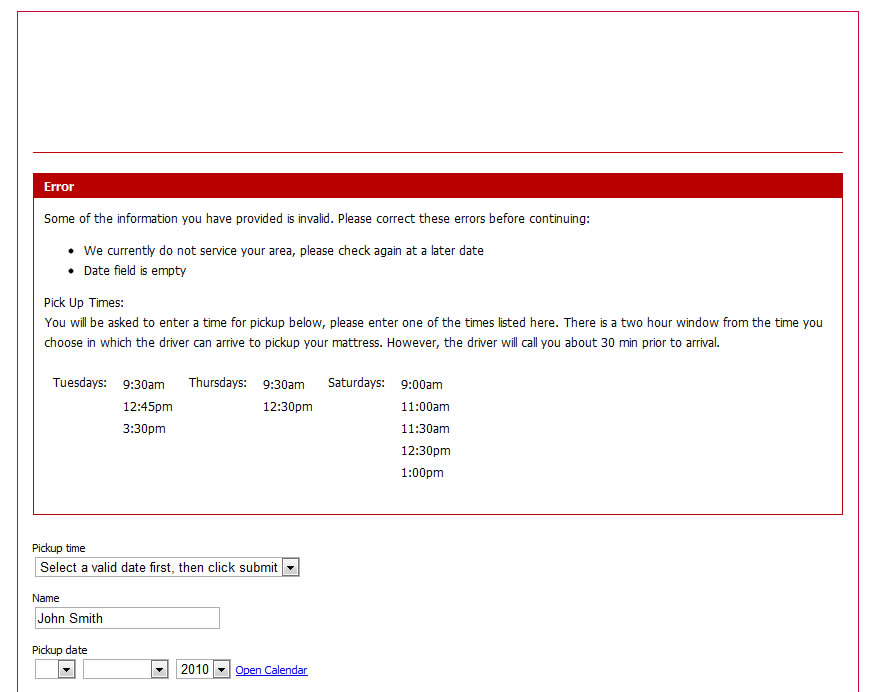 Error
Some of the information you have provided is invalid. Please correct these errors before continuing:
We currently do not service your area, please check again at a later date
Date field is empty
Pick Up Times:
You will be asked to enter a time for pickup below, please enter one of the times listed here. There is a two hour window from the time you
choose in which the driver can arrive to pickup your mattress. However, the driver will call you about 30 min prior to arrival.
Tuesdays: 9:30am Thursdays: 9:30am Saturdays: 9:00am
12:45pm 12:30pm 11:00am
3:30pm 11:30am
12:30pm
1:00pm
Pickup time
Select a valid date first, then click submit
Name
John Smith
Pickup date
2010 Open Calendar